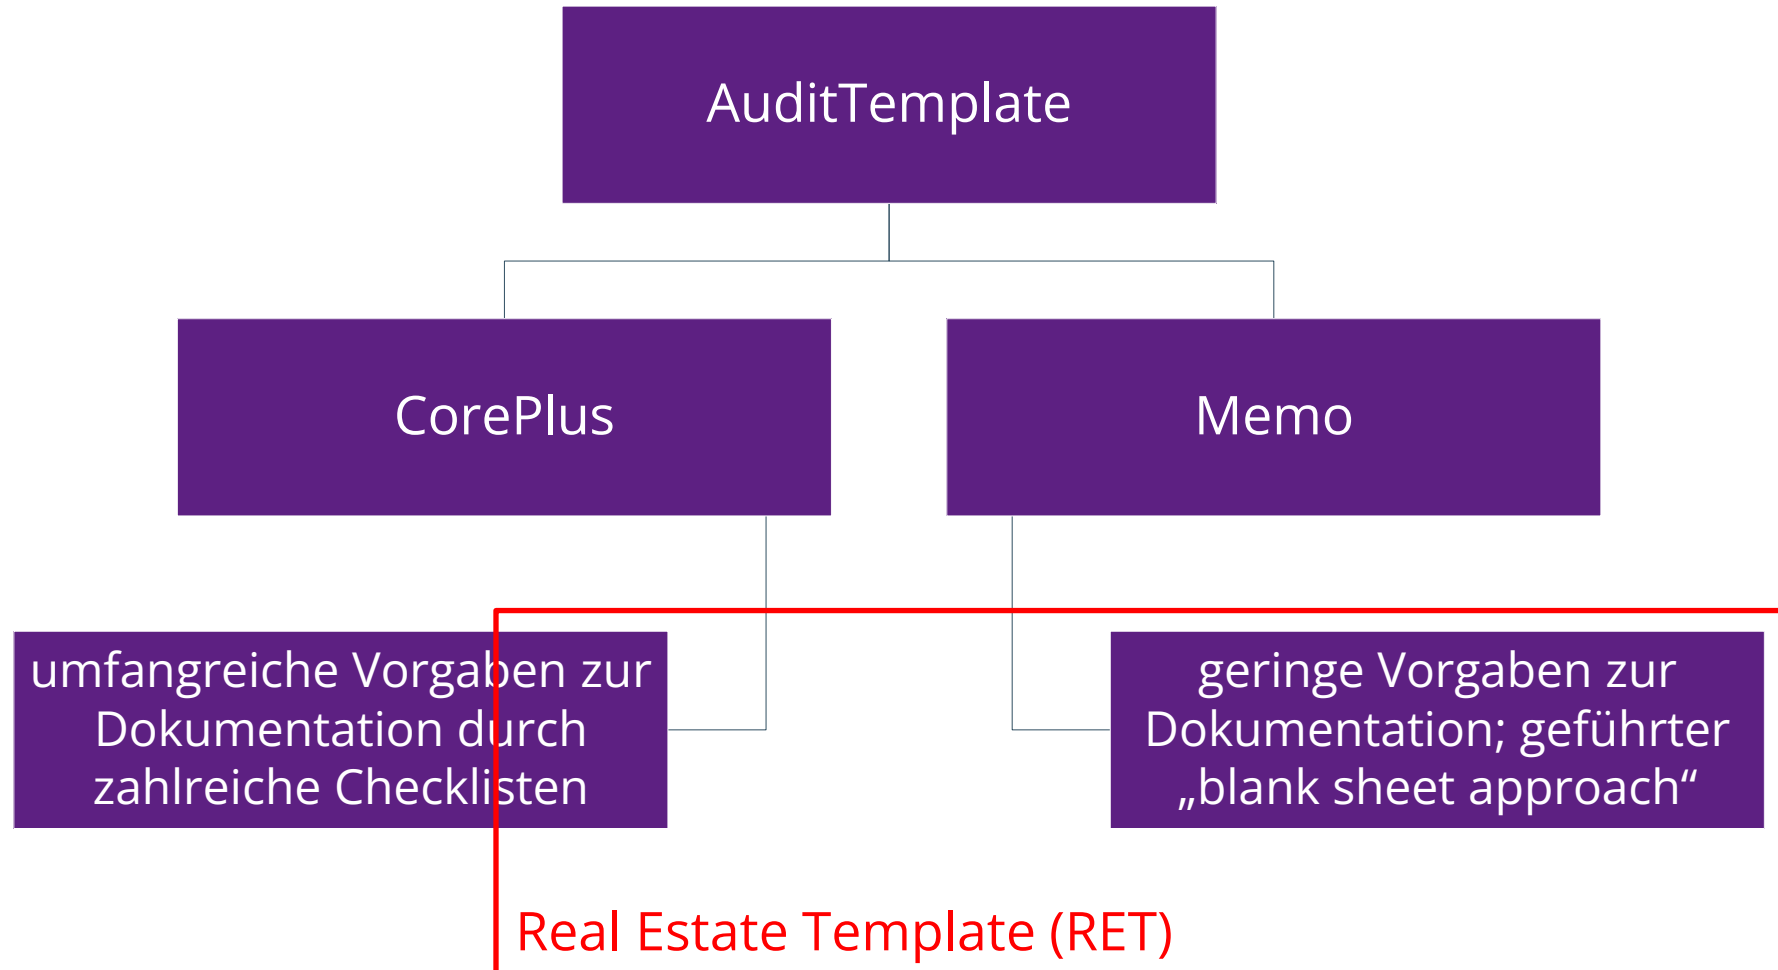 AuditTemplate
CorePlus
Memo
umfangreiche Vorgaben zur
Dokumentation durch
zahlreiche Checklisten
geringe Vorgaben zur
Dokumentation; geführter
„blank sheet approach“
Real Estate Template (RET)